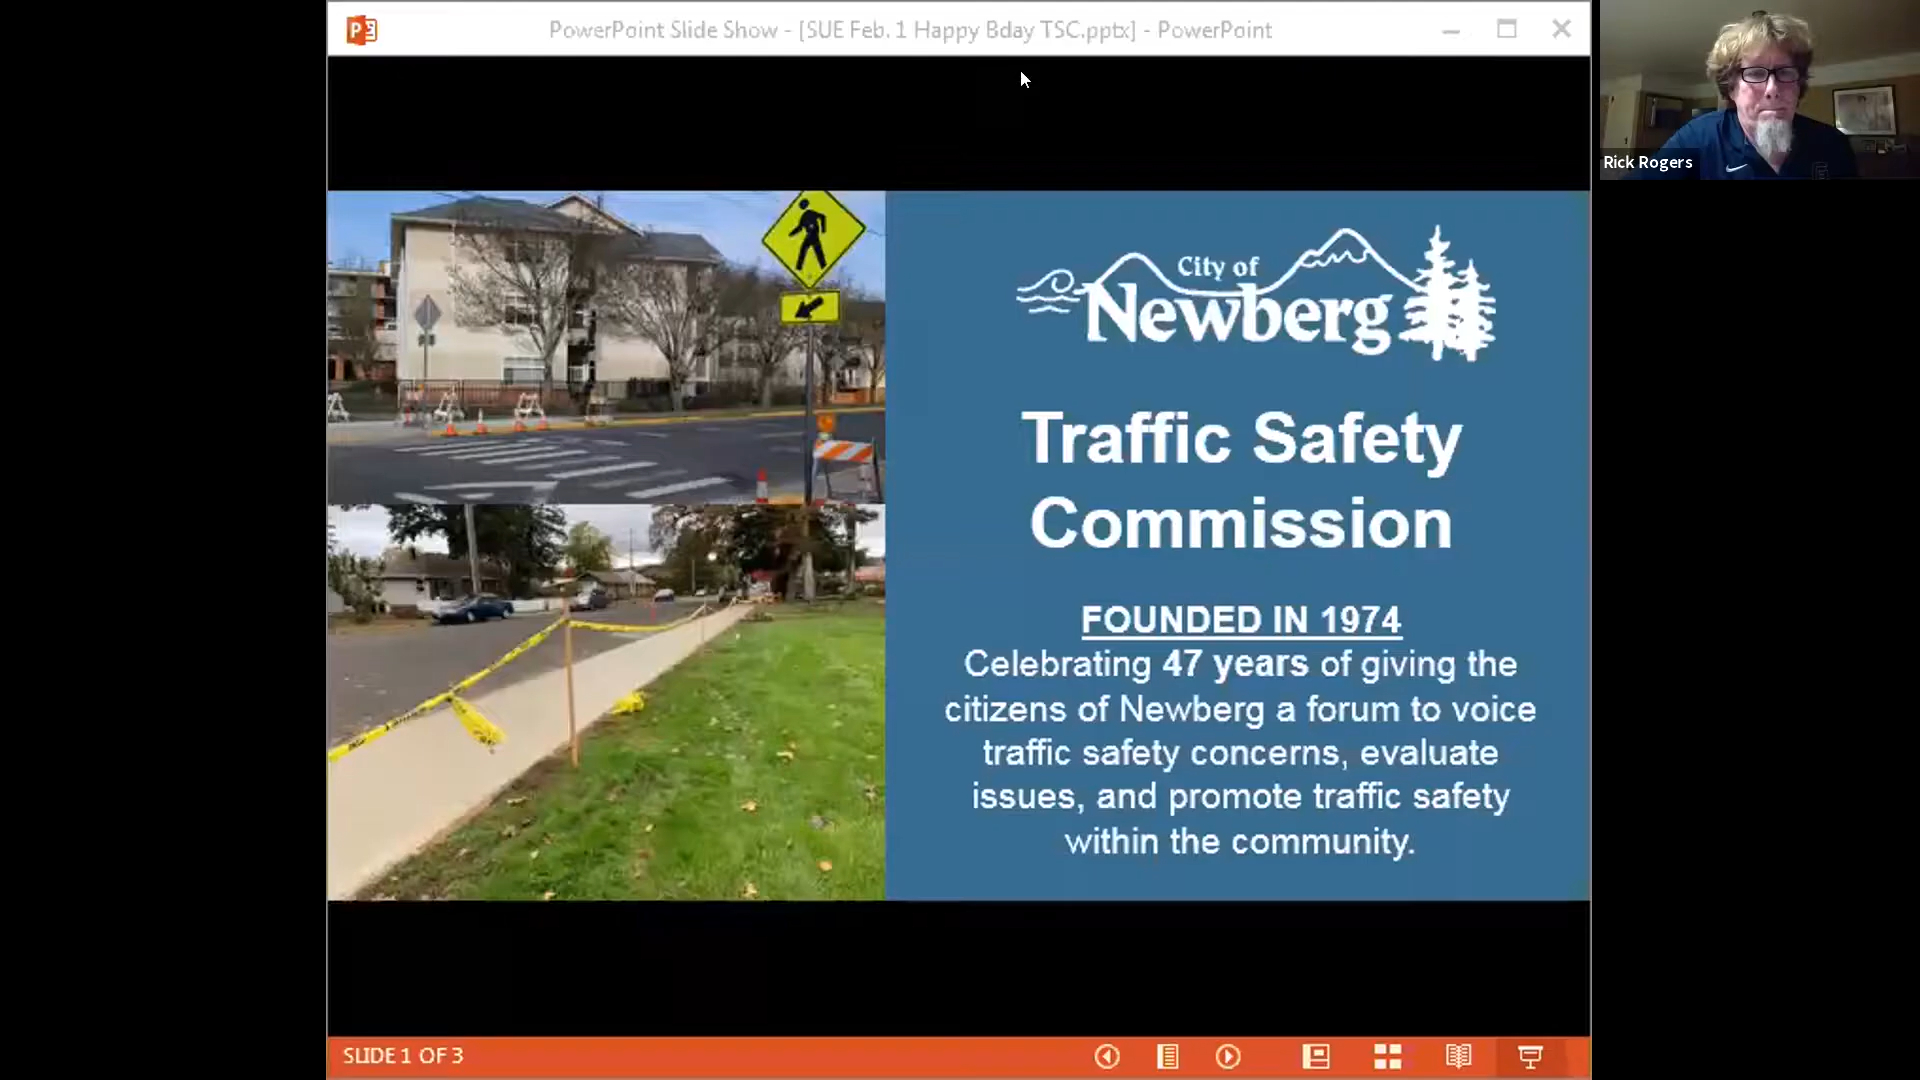 PowerPoint Slide Show - [SUE Feb. 1 Happy Bday TSC.pptx] - PowerPoint
Rick Rogers
City of
Newberg
Traffic Safety
Commission
FOUNDED IN 1974
Celebrating 47 years of giving the
citizens of Newberg a forum to voice
traffic safety concerns, evaluate
issues, and promote traffic safety
within the community.
SLIDE 1 OF 3